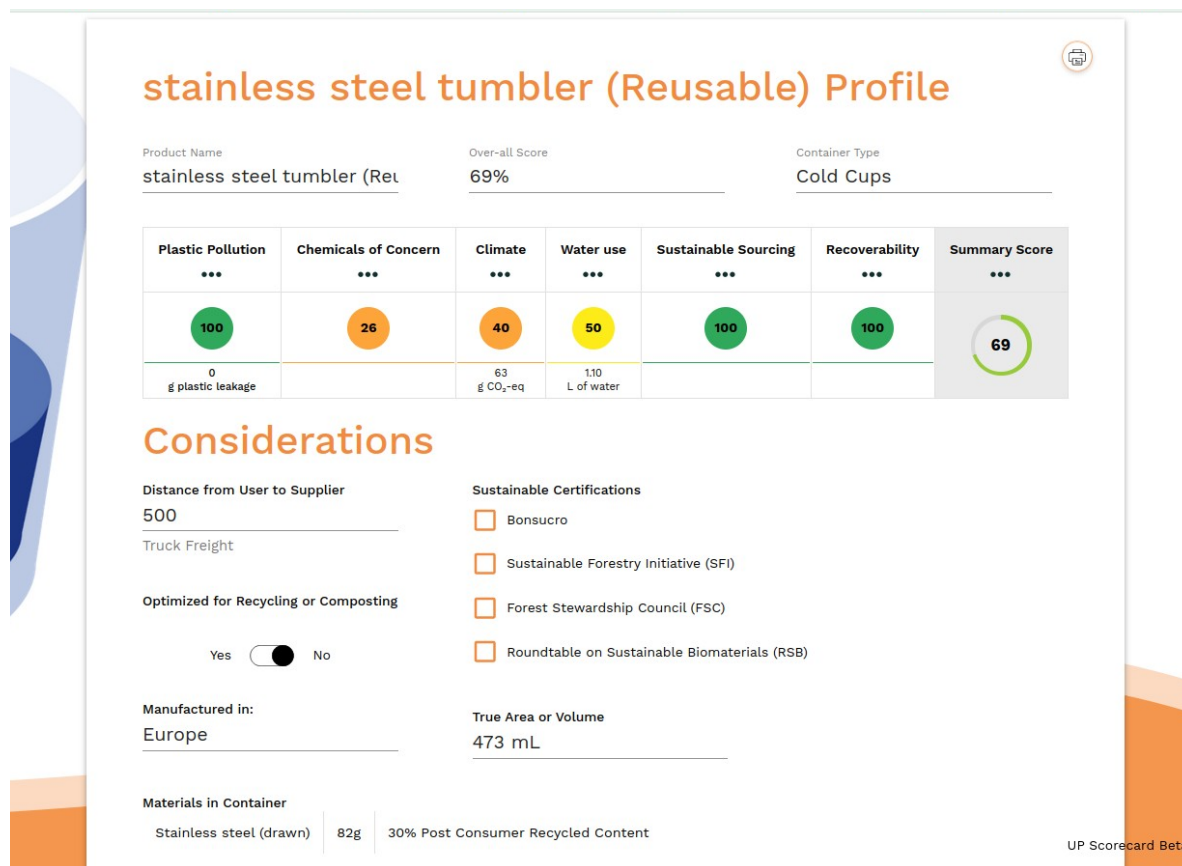 stainless steel tumbler (Reusable) Profile
Product Name
stainless steel tumbler (Reu
Over-all Score
69%
Container Type
Cold Cups
Plastic Pollution Chemicals of Concern Climate Water use Sustainable Sourcing Recoverability Summary Score
••• ••• ••• ••• ••• ••• •••
100 26 40 50 100 100 69
0 63 1.10
g plastic leakage g CO₂-eq L of water
Considerations
Distance from User to Supplier
500
Truck Freight
Optimized for Recycling or Composting
Yes No
Manufactured in:
Europe
Sustainable Certifications
Bonsucro
Sustainable Forestry Initiative (SFI)
Forest Stewardship Council (FSC)
Roundtable on Sustainable Biomaterials (RSB)
True Area or Volume
473 mL
Materials in Container
Stainless steel (drawn) 82g 30% Post Consumer Recycled Content
UP Scorecard Bet